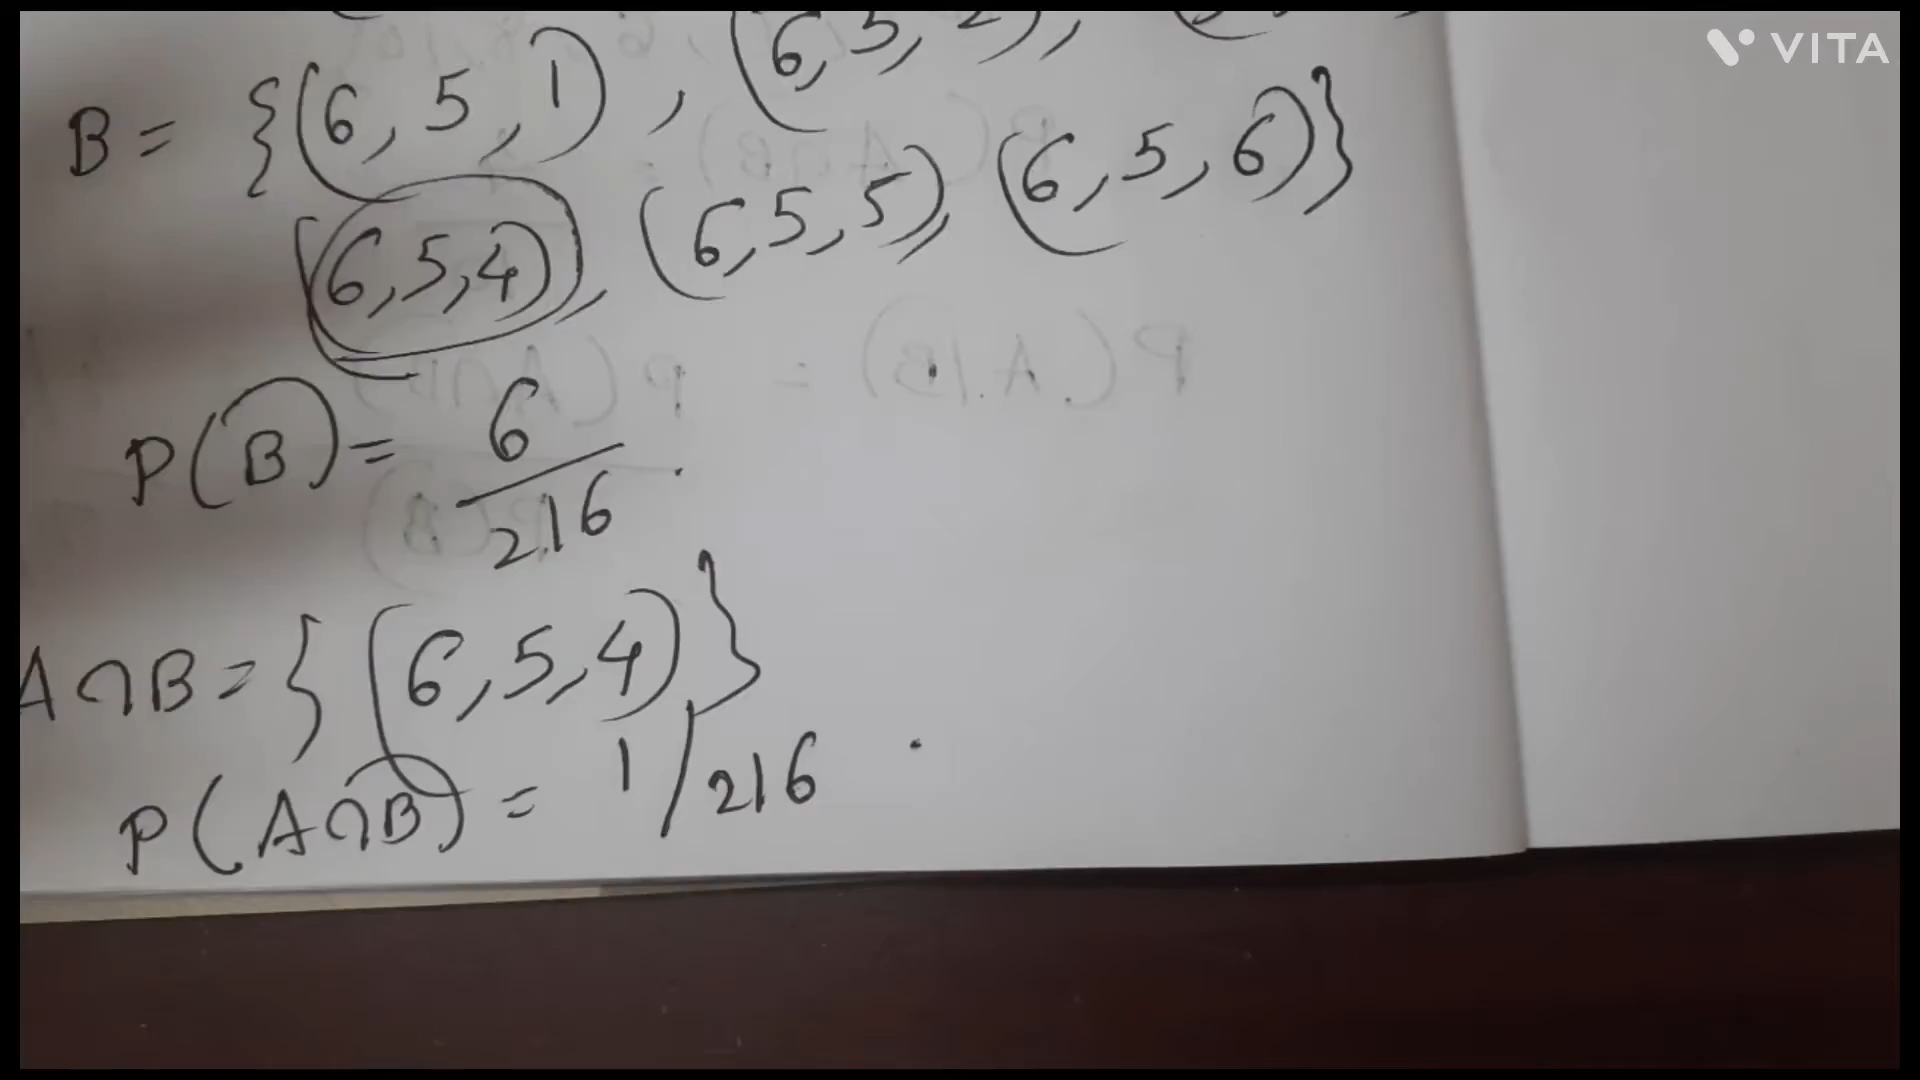 VITA
B = {(6, 5, 1), (6, 5, 2),
(6,5,4), (6,5,5), (6,5,6)}
P(B) = 6/216
A∩B = {(6,5,4)}
P(A∩B) = 1/216